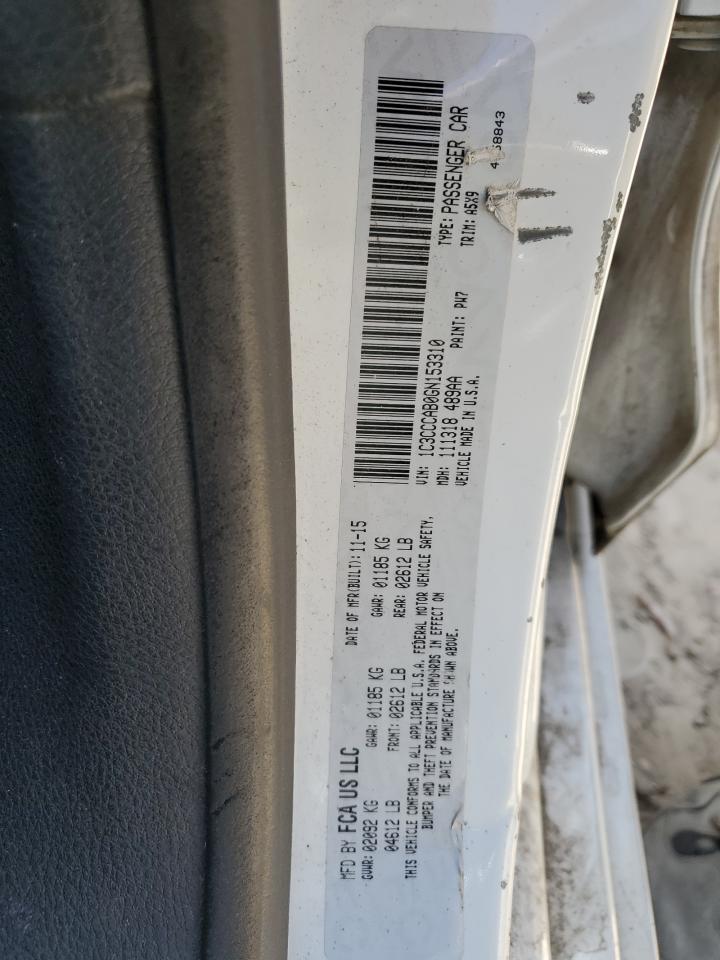 MFD BY FCA US LLC
DATE OF MFR(BUILT): 11-15
GVWR: 02092 KG GAWR: 01185 KG GAWR: 01185 KG
04612 LB FRONT: 02612 LB REAR: 02612 LB
THIS VEHICLE CONFORMS TO ALL APPLICABLE U.S.A. FEDERAL MOTOR VEHICLE SAFETY,
BUMPER AND THEFT PREVENTION STANDARDS IN EFFECT ON
THE DATE OF MANUFACTURE SHOWN ABOVE.
VIN: 1C3CCCAB0GN153310 TYPE: PASSENGER CAR
MDH: 111318 489AA PAINT: PW7 TRIM: A5X9
VEHICLE MADE IN U.S.A.